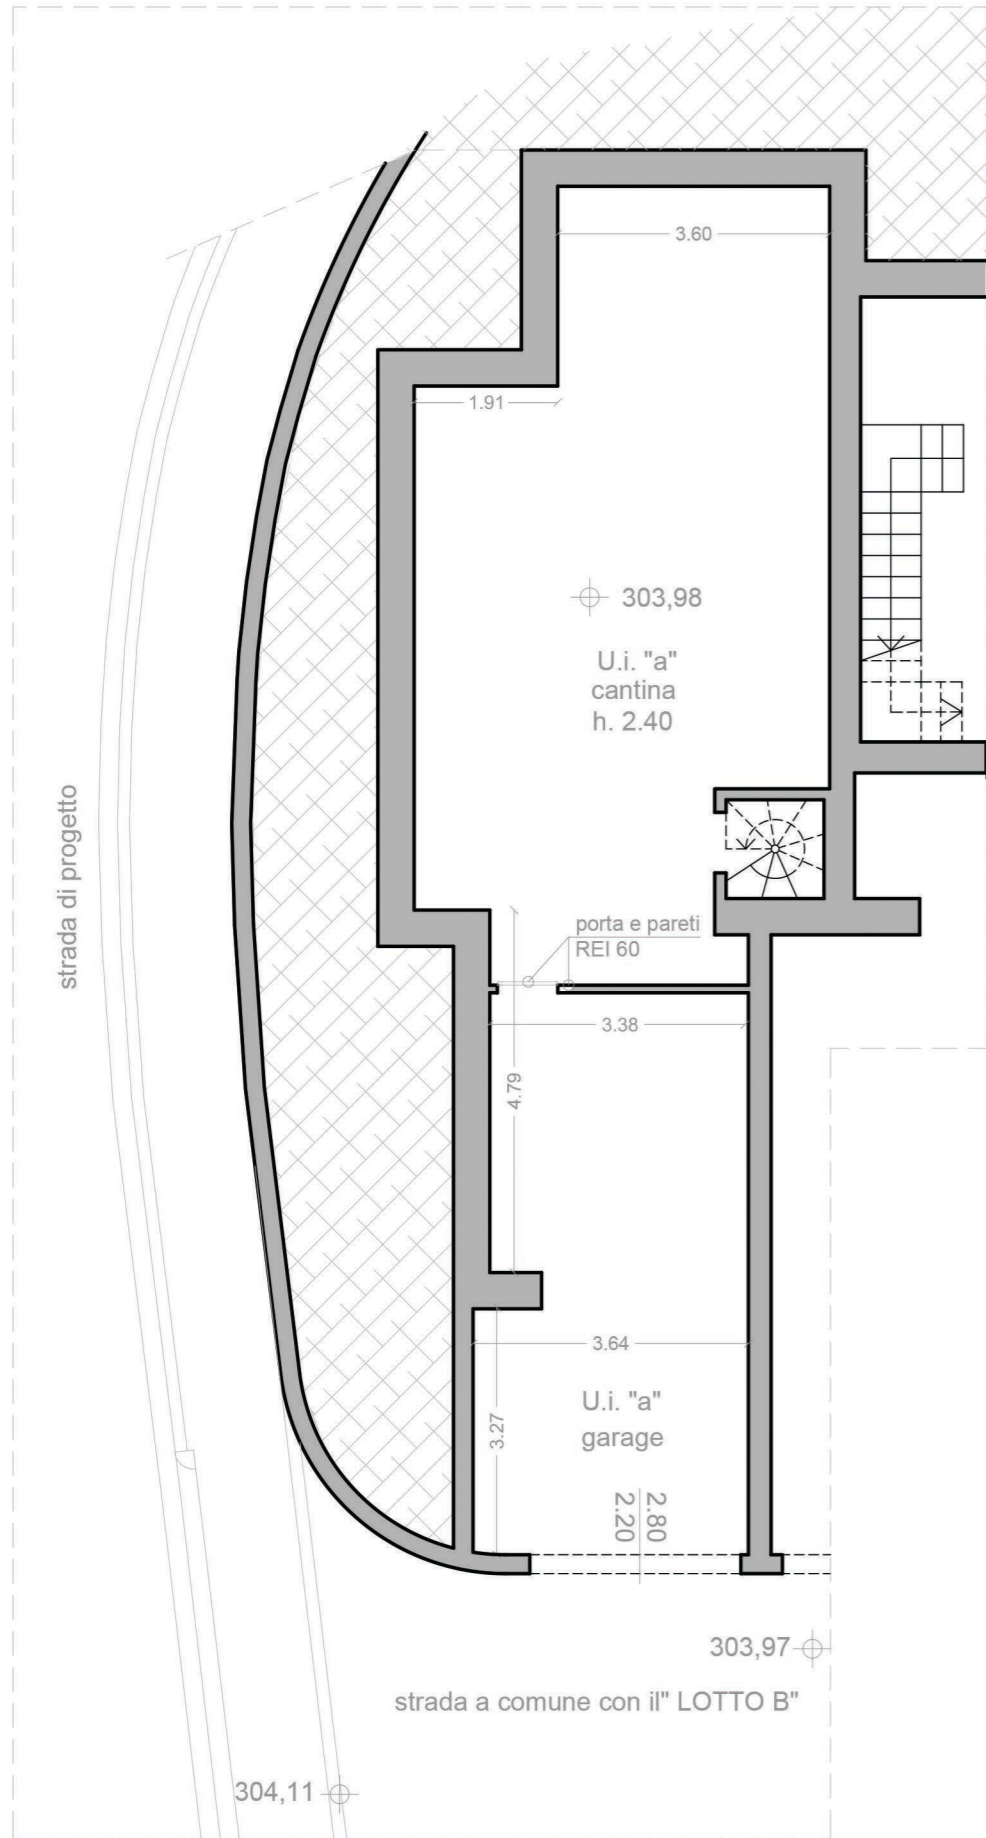 3.60
1.91
303,98
U.i. "a"
cantina
h. 2.40
strada di progetto
porta e pareti
REI 60
3.38
4.79
3.64
U.i. "a"
garage
3.27
2.80
2.20
303,97
strada a comune con il" LOTTO B"
304,11